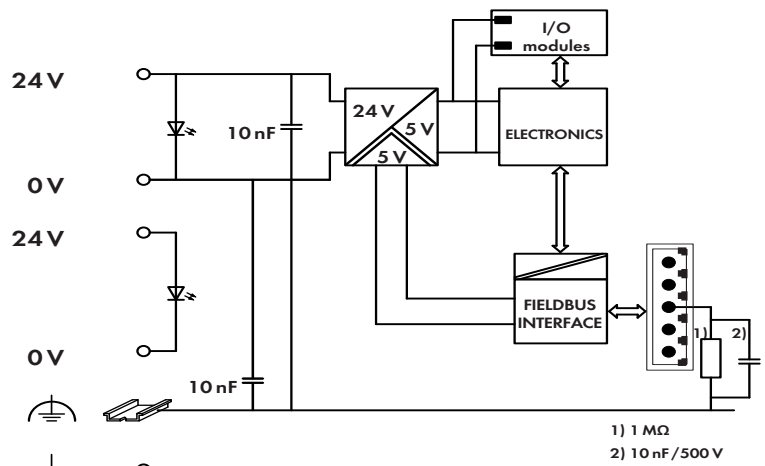 I/O
modules
24 V
24 V
5 V
10 nF
ELECTRONICS
5 V
0 V
24 V
FIELDBUS
INTERFACE
1)
2)
0 V
10 nF
1) 1 MΩ
2) 10 nF/500 V